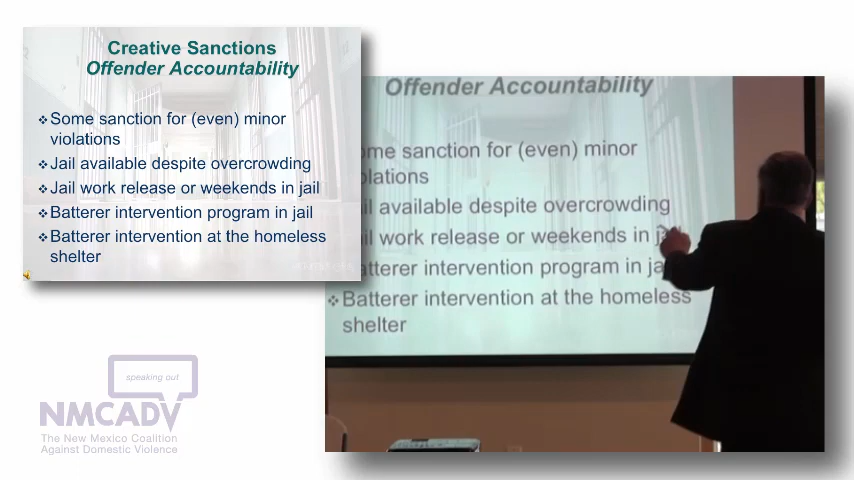 Creative Sanctions
Offender Accountability
❖Some sanction for (even) minor
violations
❖Jail available despite overcrowding
❖Jail work release or weekends in jail
❖Batterer intervention program in jail
❖Batterer intervention at the homeless
shelter
Offender Accountability
ome sanction for (even) minor
olations
il available despite overcrowding
il work release or weekends in jail
atterer intervention program in ja
❖Batterer intervention at the homeless
shelter
speaking out
NMCADV
The New Mexico Coalition
Against Domestic Violence